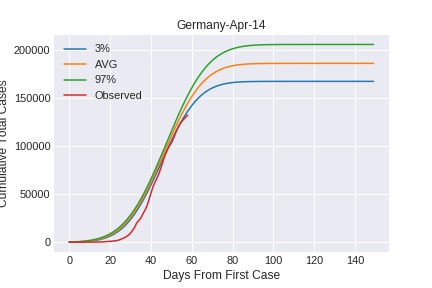 Germany-Apr-14
3%
AVG
97%
Observed
200000
150000
100000
50000
0
Cumulative Total Cases
0 20 40 60 80 100 120 140
Days From First Case